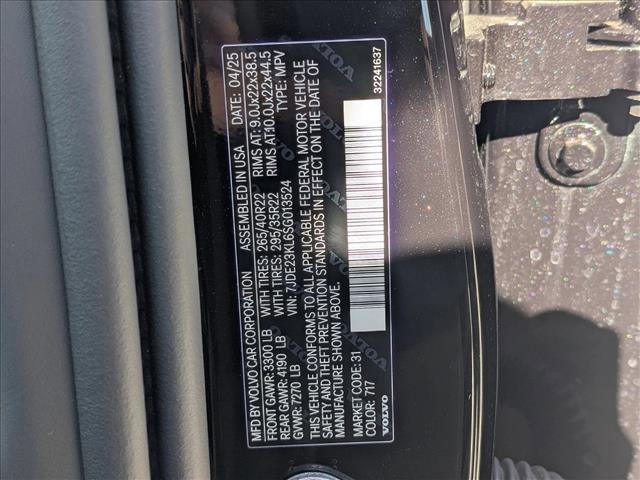 MFD BY VOLVO CAR CORPORATION ASSEMBLED IN USA DATE: 04/25
FRONT GAWR: 3300 LB WITH TIRES: 265/40R22 RIMS AT: 9.0Jx22x38.5
REAR GAWR: 4190 LB WITH TIRES: 295/35R22 RIMS AT:10.0Jx22x44.5
GVWR: 7270 LB VIN: 7JDE23KL6SG013524 TYPE: MPV
THIS VEHICLE CONFORMS TO ALL APPLICABLE FEDERAL MOTOR VEHICLE
SAFETY AND THEFT PREVENTION STANDARDS IN EFFECT ON THE DATE OF
MANUFACTURE SHOWN ABOVE.
MARKET CODE: 31
COLOR: 717
VOLVO 32241637